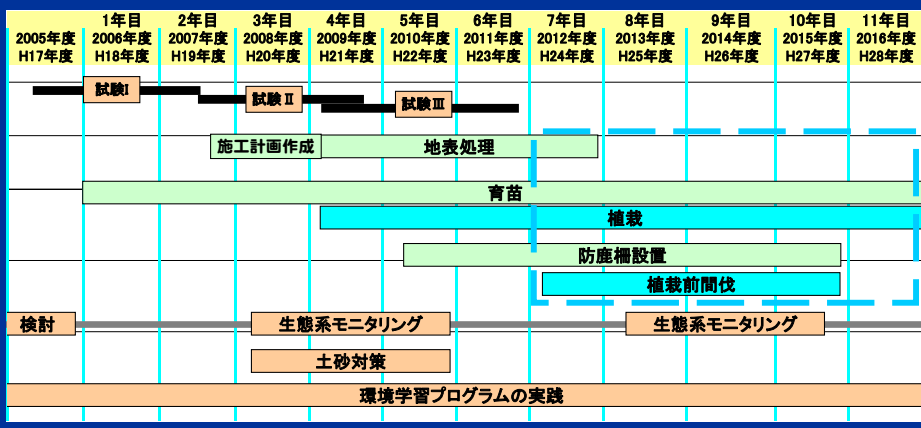 1年目 2年目 3年目 4年目 5年目 6年目 7年目 8年目 9年目 10年目 11年目
2005年度 2006年度 2007年度 2008年度 2009年度 2010年度 2011年度 2012年度 2013年度 2014年度 2015年度 2016年度
H17年度 H18年度 H19年度 H20年度 H21年度 H22年度 H23年度 H24年度 H25年度 H26年度 H27年度 H28年度
試験Ⅰ
試験Ⅱ
試験Ⅲ
施工計画作成 地表処理
育苗
植栽
防鹿柵設置
植栽前間伐
検討 生態系モニタリング 生態系モニタリング
土砂対策
環境学習プログラムの実践